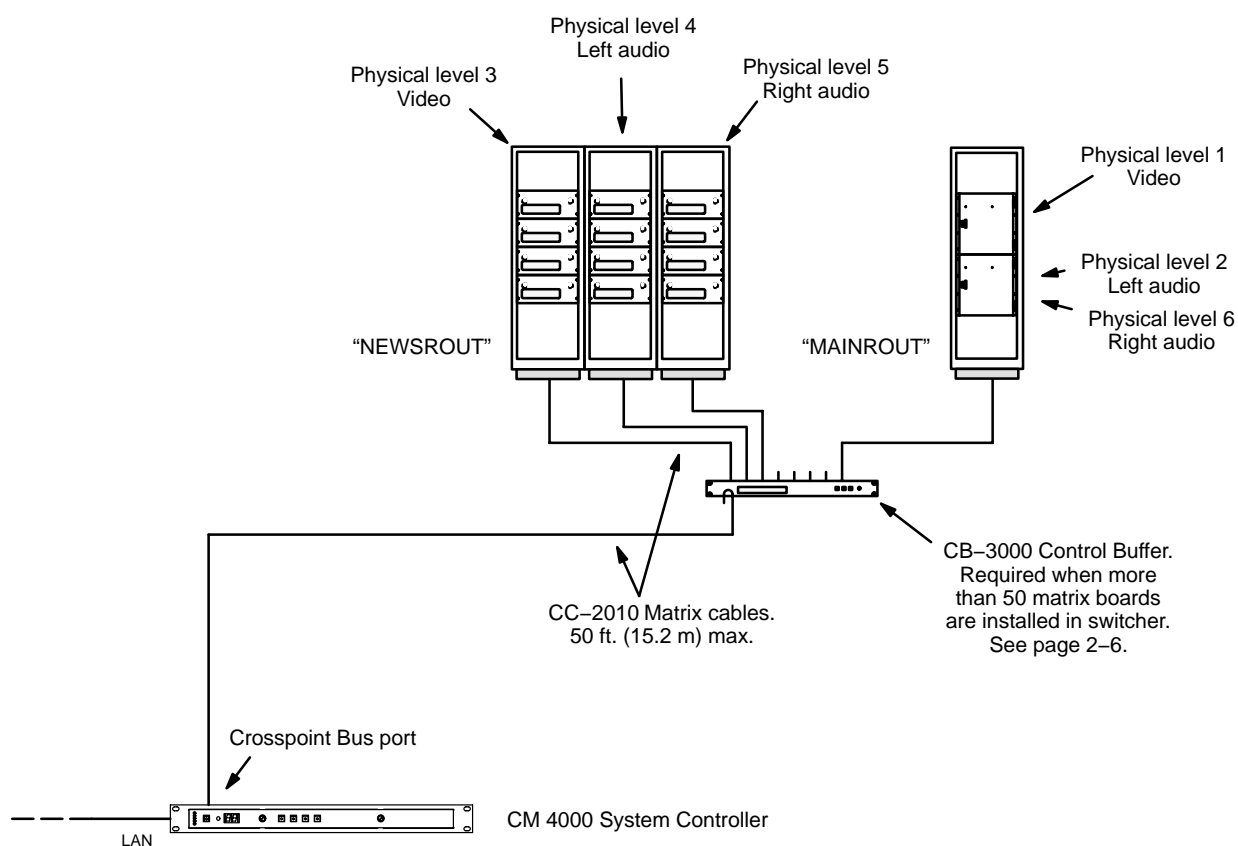 Physical level 4
Left audio
Physical level 3
Video
Physical level 5
Right audio
Physical level 1
Video
Physical level 2
Left audio
Physical level 6
Right audio
“NEWSROUT”
“MAINROUT”
CB–3000 Control Buffer.
Required when more
than 50 matrix boards
are installed in switcher.
See page 2–6.
CC–2010 Matrix cables.
50 ft. (15.2 m) max.
Crosspoint Bus port
CM 4000 System Controller
LAN